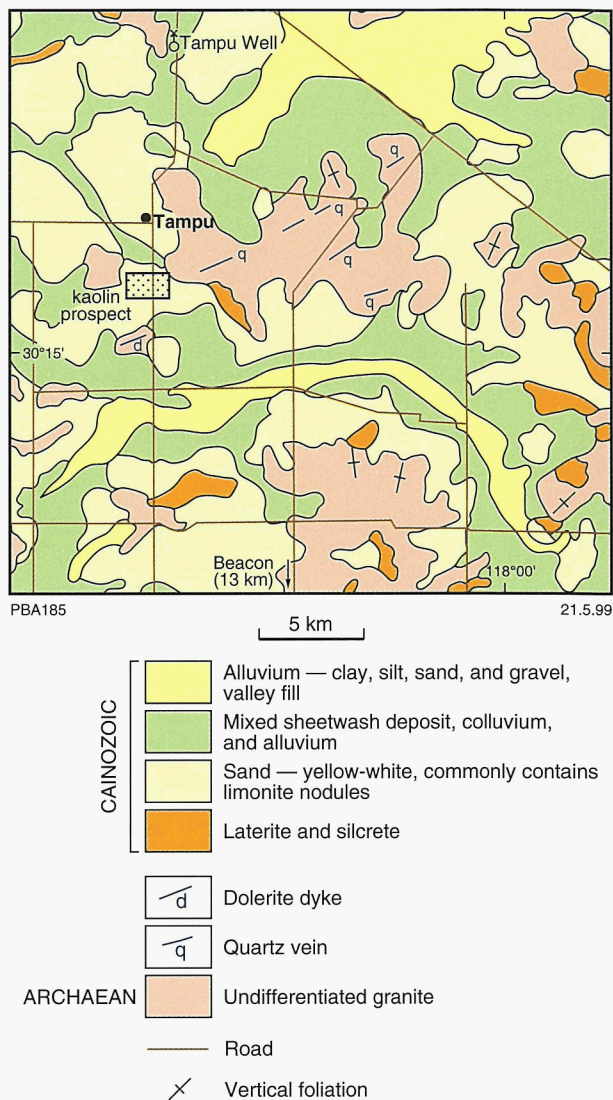 Tampu Well
q
q
Tampu
q
q
kaolin
prospect
q
d
30°15'
Beacon
(13 km)
118°00'
PBA185
21.5.99
5 km
CAINOZOIC
Alluvium — clay, silt, sand, and gravel,
valley fill
Mixed sheetwash deposit, colluvium,
and alluvium
Sand — yellow-white, commonly contains
limonite nodules
Laterite and silcrete
d
Dolerite dyke
q
Quartz vein
ARCHAEAN
Undifferentiated granite
Road
Vertical foliation